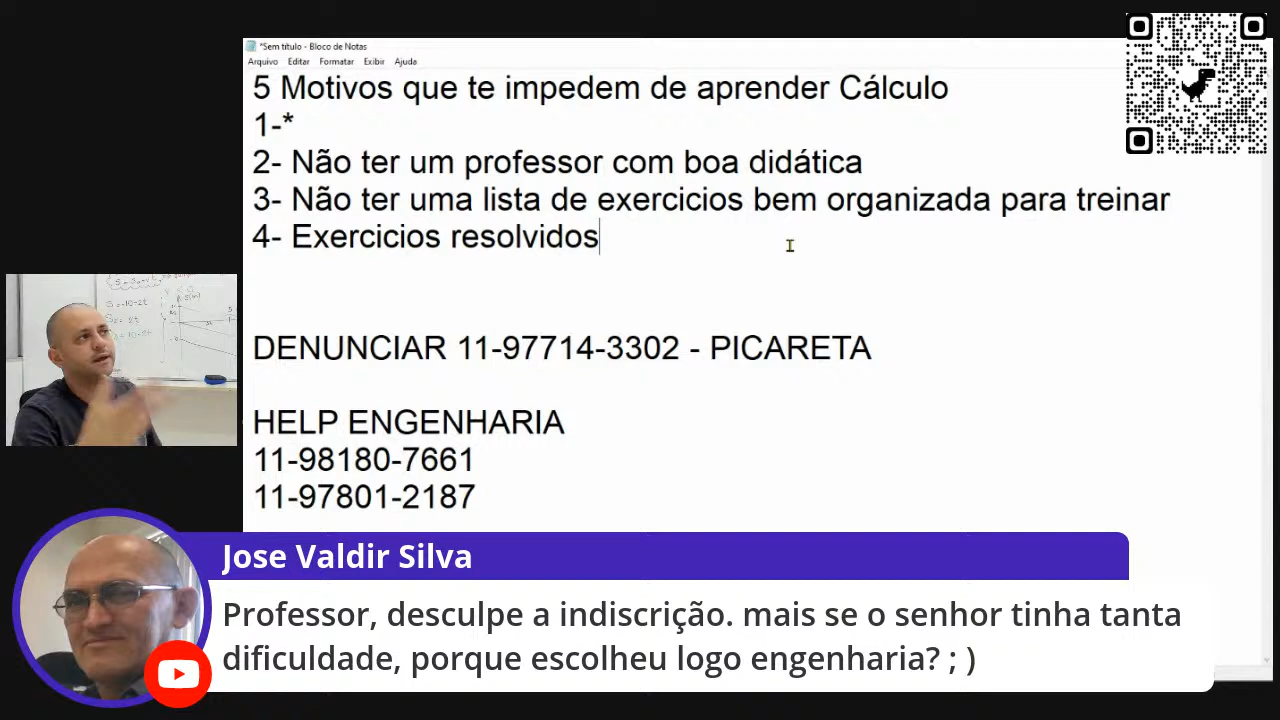 *Sem título - Bloco de Notas
Arquivo Editar Formatar Exibir Ajuda
5 Motivos que te impedem de aprender Cálculo
1-*
2- Não ter um professor com boa didática
3- Não ter uma lista de exercicios bem organizada para treinar
4- Exercicios resolvidos
DENUNCIAR 11-97714-3302 - PICARETA
HELP ENGENHARIA
11-98180-7661
11-97801-2187
Jose Valdir Silva
Professor, desculpe a indiscrição. mais se o senhor tinha tanta
dificuldade, porque escolheu logo engenharia? ; )